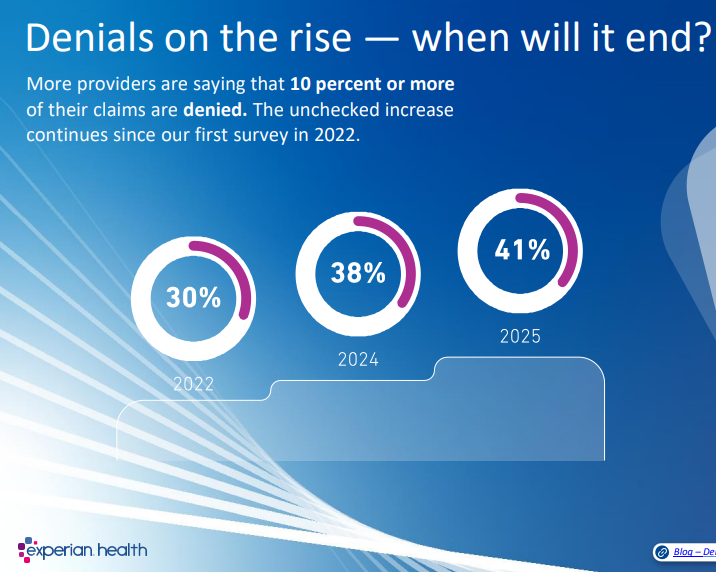 Denials on the rise — when will it end?
More providers are saying that 10 percent or more
of their claims are denied. The unchecked increase
continues since our first survey in 2022.
30%
2022
38%
2024
41%
2025
experian. health
Blog – De